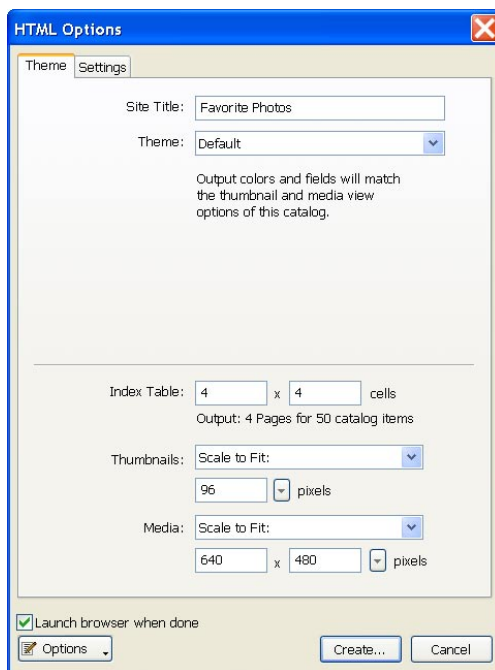 HTML Options
Theme Settings
Site Title: Favorite Photos
Theme: Default
Output colors and fields will match
the thumbnail and media view
options of this catalog.
Index Table: 4 x 4 cells
Output: 4 Pages for 50 catalog items
Thumbnails: Scale to Fit:
96 pixels
Media: Scale to Fit:
640 x 480 pixels
Launch browser when done
Options Create... Cancel